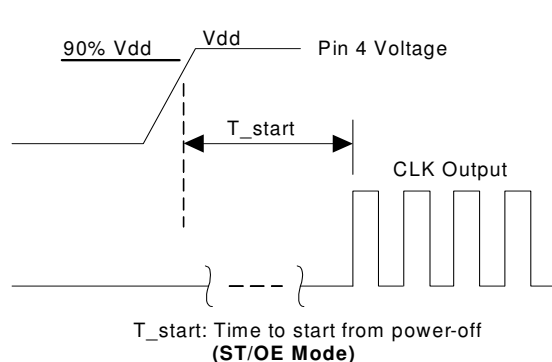 90% Vdd
Vdd
Pin 4 Voltage
T_start
CLK Output
T_start: Time to start from power-off
(ST/OE Mode)